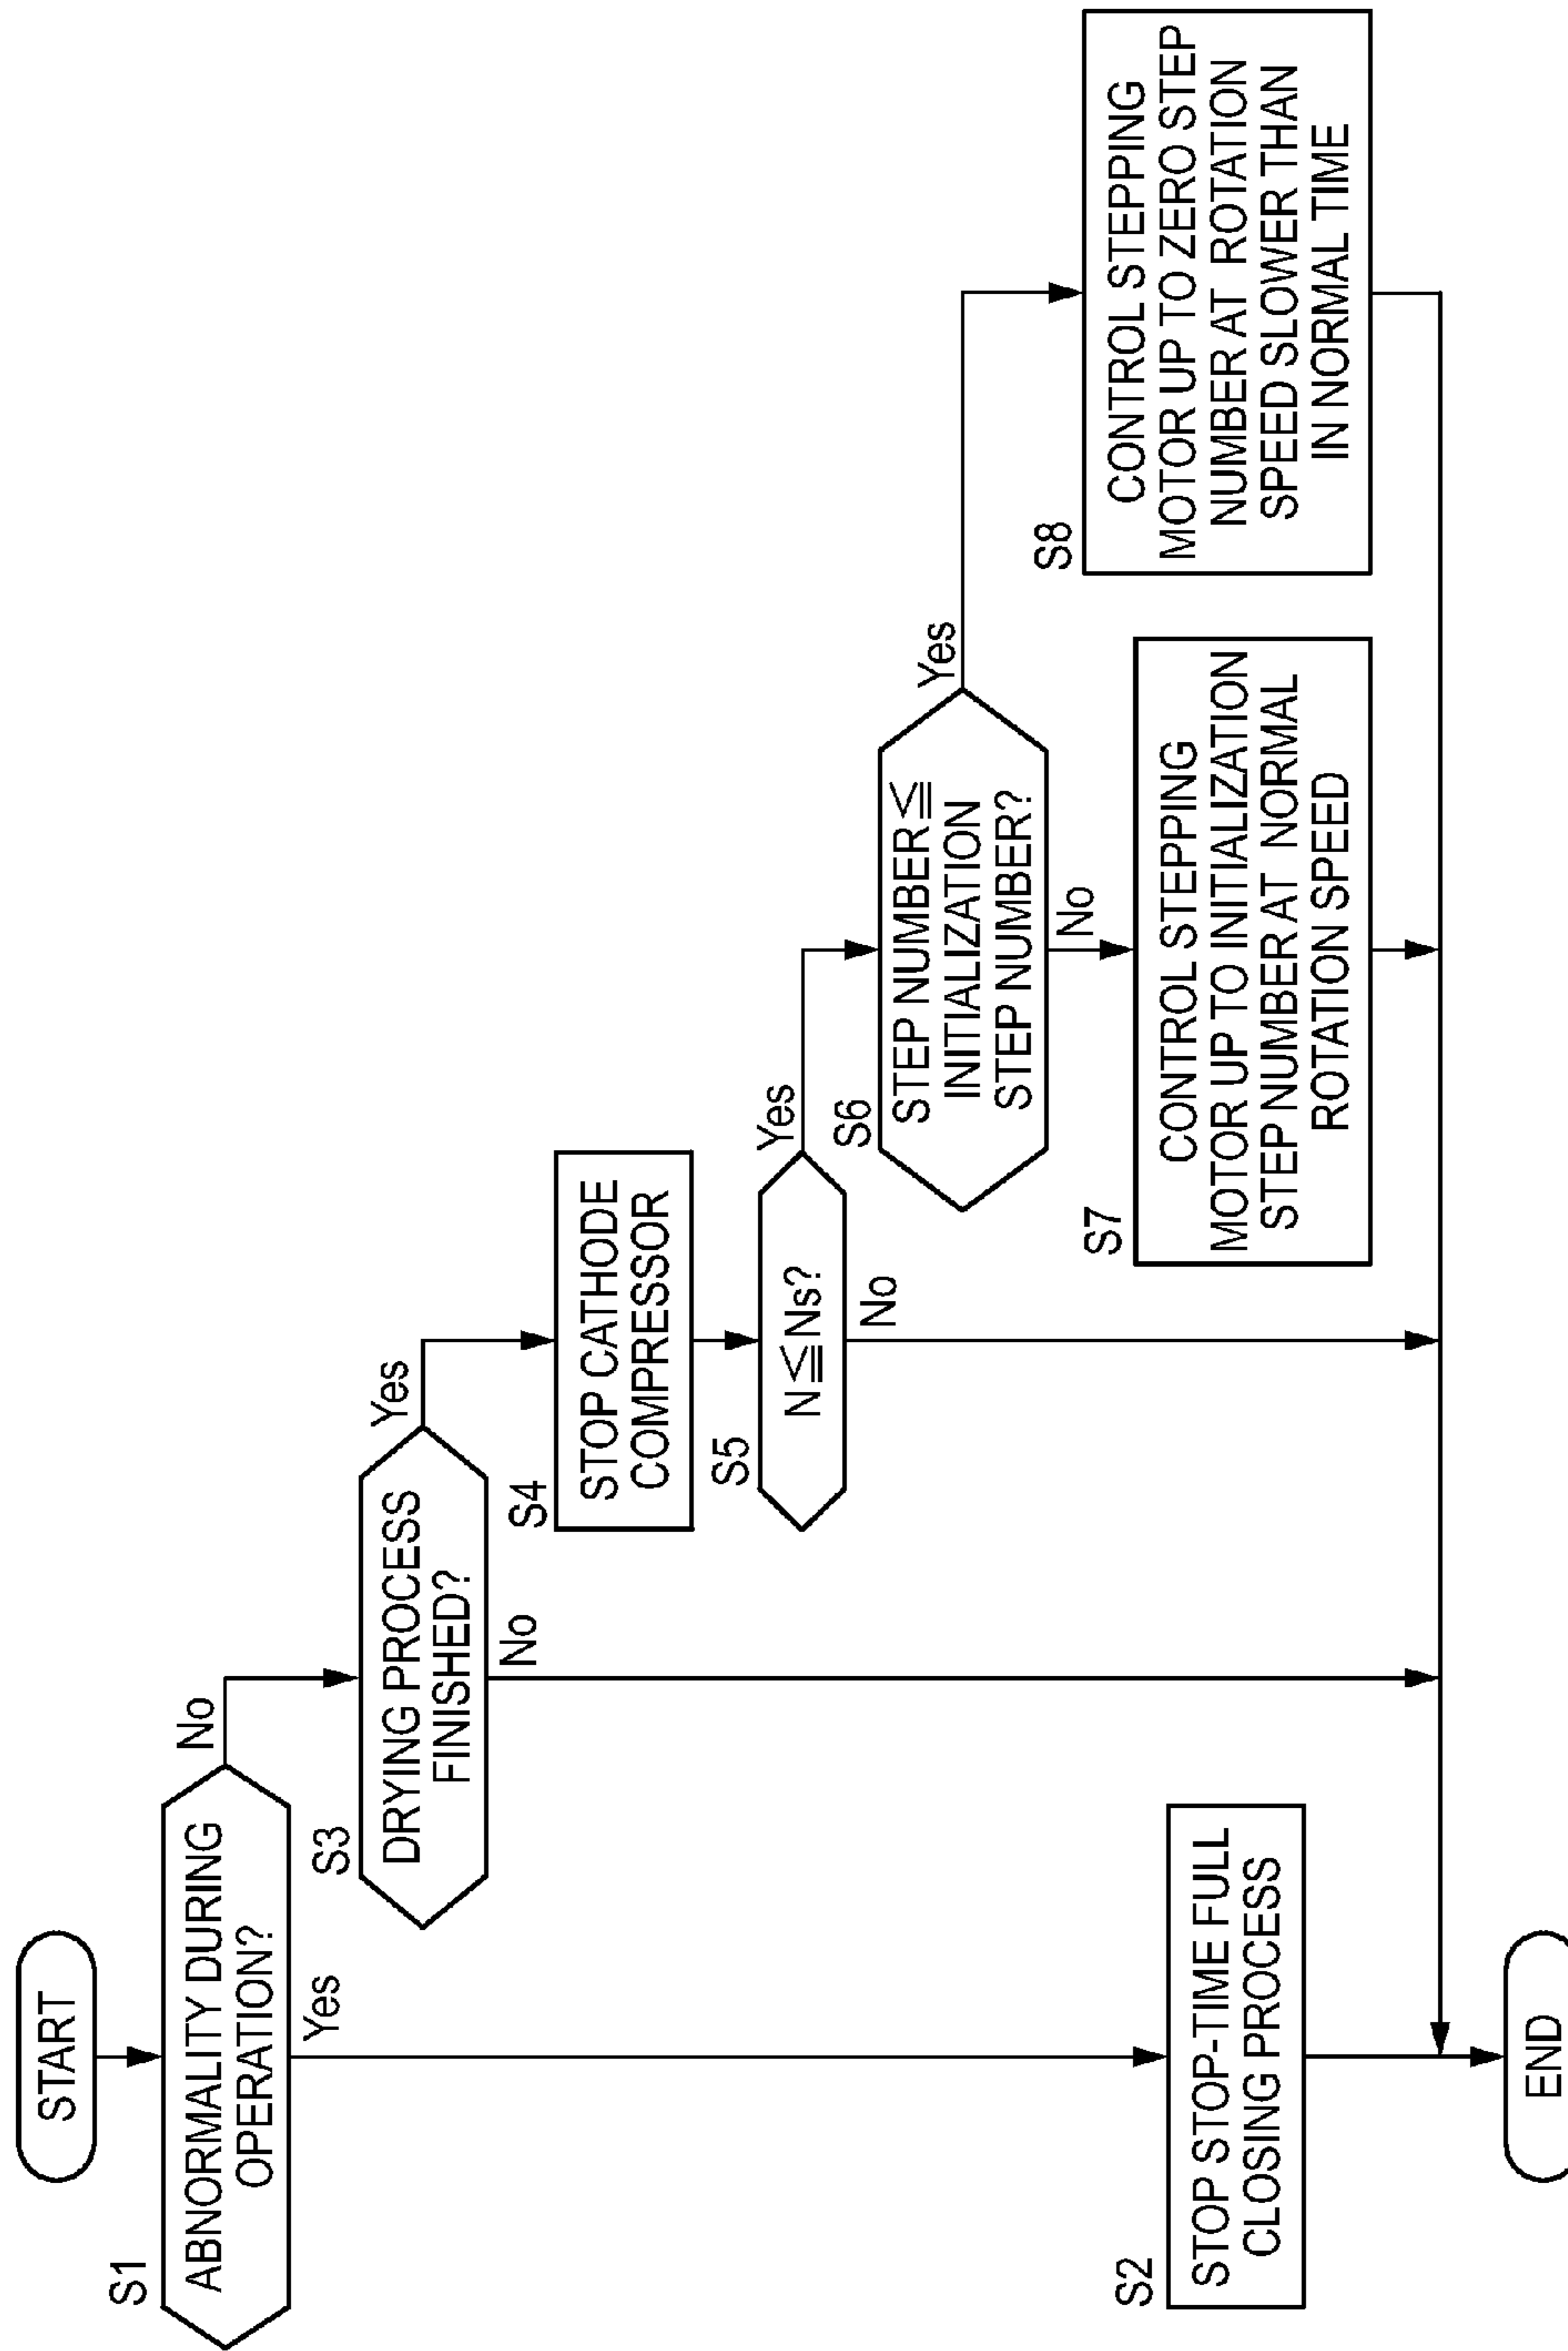 START
S1
ABNORMALITY DURING
OPERATION?
No
Yes
S3
DRYING PROCESS
FINISHED?
Yes
No
S4
STOP CATHODE
COMPRESSOR
S5
N≦Ns?
Yes
No
S6
STEP NUMBER≦
INITIALIZATION
STEP NUMBER?
Yes
No
S7
CONTROL STEPPING
MOTOR UP TO INITIALIZATION
STEP NUMBER AT NORMAL
ROTATION SPEED
S8
CONTROL STEPPING
MOTOR UP TO ZERO STEP
NUMBER AT ROTATION
SPEED SLOWER THAN
IN NORMAL TIME
S2
STOP STOP-TIME FULL
CLOSING PROCESS
END